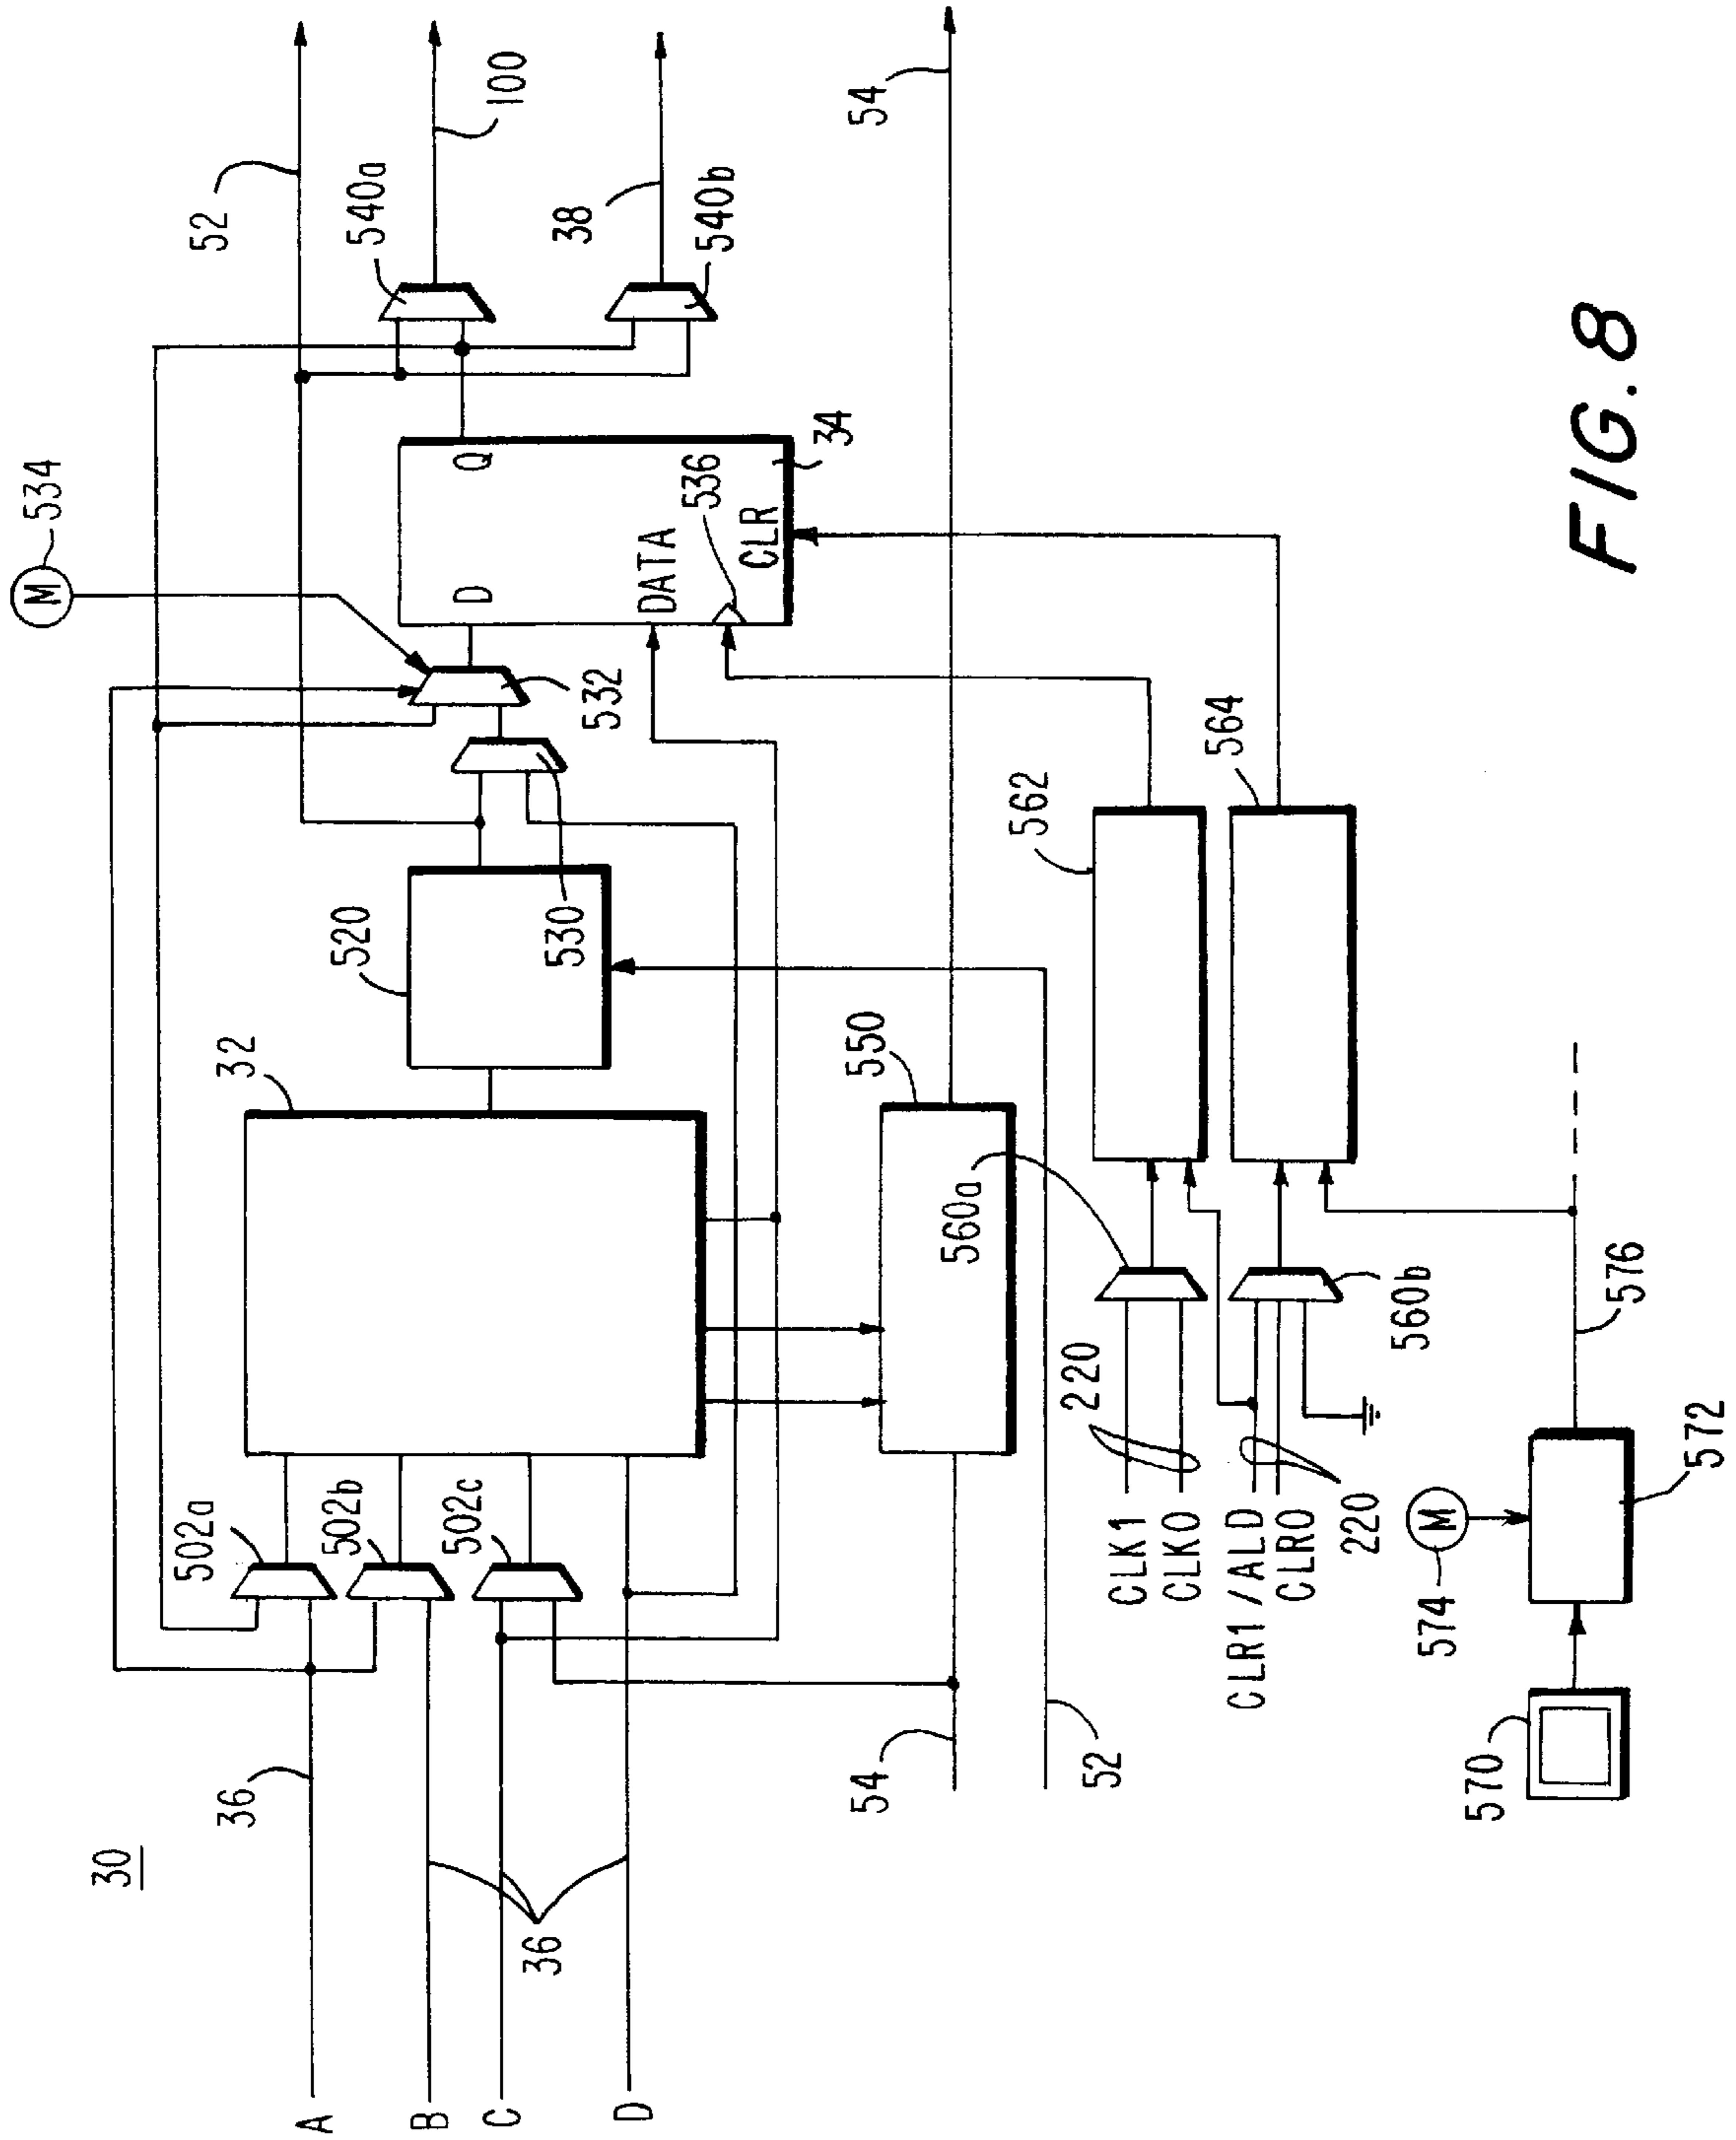 30
A
B
C
D
36
36
502a
502b
502c
32
520
530
532
M
534
D
Q
DATA
536
CLR
34
52
540a
100
38
540b
54
54
52
550
560a
562
564
CLK1
CLK0
220
CLR1/ALD
CLR0
220
560b
570
574
M
572
576
FIG. 8